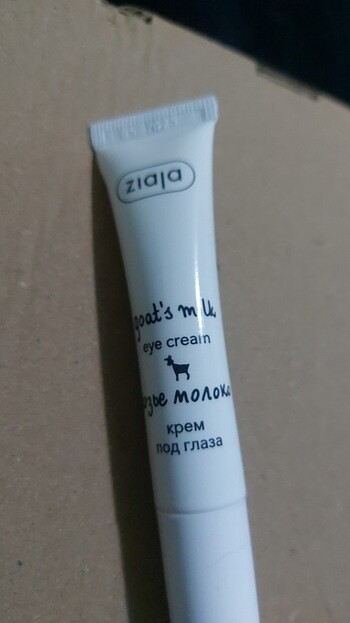 ziaja
goat's milk
eye cream
козье молоко
крем
под глаза